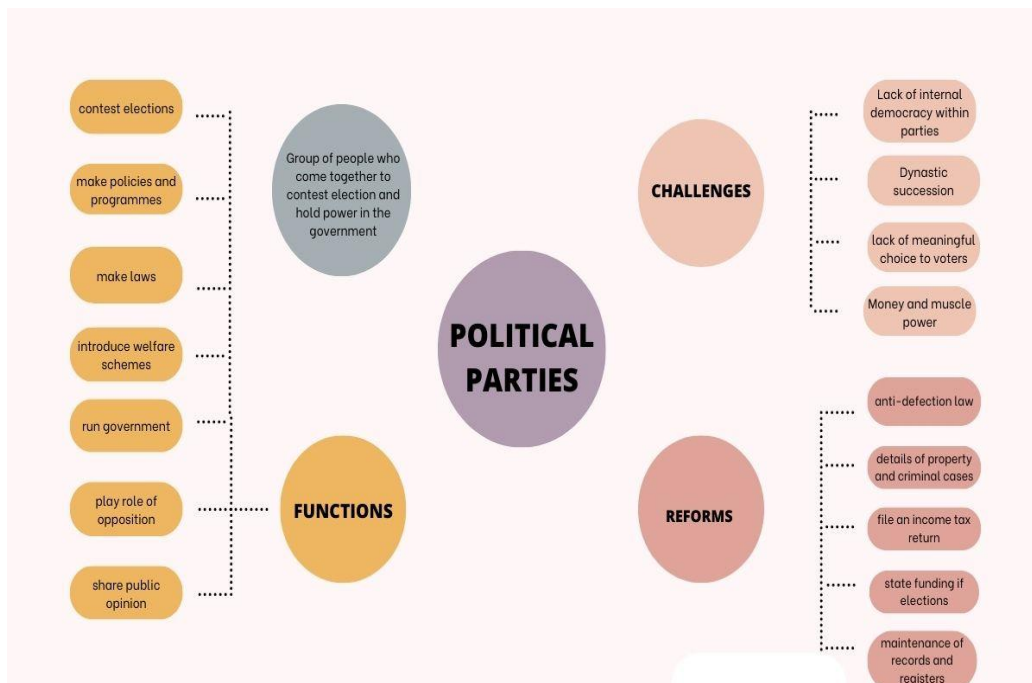 contest elections
make policies and
programmes
make laws
introduce welfare
schemes
run government
play role of
opposition
share public
opinion
Group of people who
come together to
contest election and
hold power in the
government
FUNCTIONS
POLITICAL
PARTIES
CHALLENGES
Lack of internal
democracy within
parties
Dynastic
succession
lack of meaningful
choice to voters
Money and muscle
power
REFORMS
anti-defection law
details of property
and criminal cases
file an income tax
return
state funding if
elections
maintenance of
records and
registers